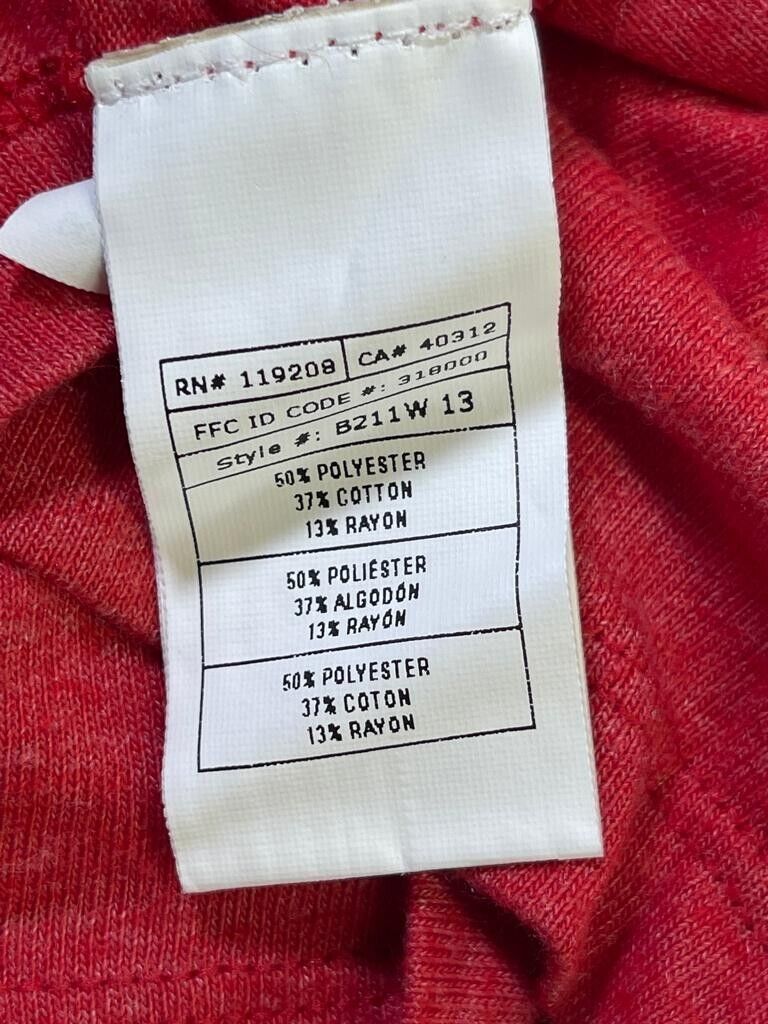 RN# 119208 CA# 40312
FFC ID CODE #: 318000
Style #: B211W 13
50% POLYESTER
37% COTTON
13% RAYON
50% POLIÉSTER
37% ALGODÓN
13% RAYÓN
50% POLYESTER
37% COTON
13% RAYON